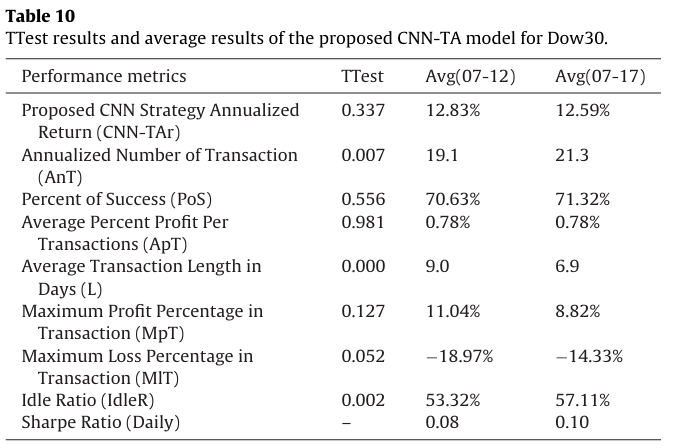 Table 10
TTest results and average results of the proposed CNN-TA model for Dow30.
Performance metrics TTest Avg(07-12) Avg(07-17)
Proposed CNN Strategy Annualized 0.337 12.83% 12.59%
Return (CNN-TAr)
Annualized Number of Transaction 0.007 19.1 21.3
(AnT)
Percent of Success (PoS) 0.556 70.63% 71.32%
Average Percent Profit Per 0.981 0.78% 0.78%
Transactions (ApT)
Average Transaction Length in 0.000 9.0 6.9
Days (L)
Maximum Profit Percentage in 0.127 11.04% 8.82%
Transaction (MpT)
Maximum Loss Percentage in 0.052 −18.97% −14.33%
Transaction (MlT)
Idle Ratio (IdleR) 0.002 53.32% 57.11%
Sharpe Ratio (Daily) – 0.08 0.10